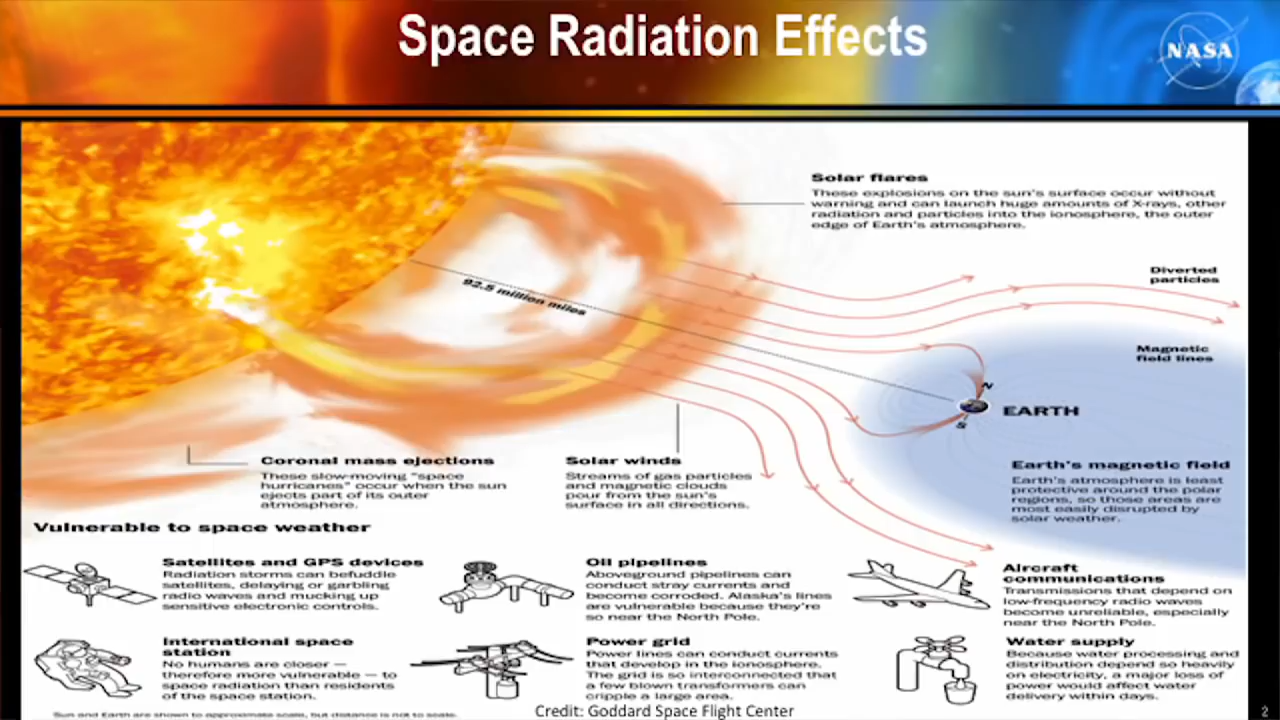 Space Radiation Effects
NASA
Solar flares
These explosions on the sun's surface occur without
warning and can launch huge amounts of X-rays, other
radiation and particles into the ionosphere, the outer
edge of Earth's atmosphere.
Diverted
particles
92.5 million miles
Magnetic
field lines
N
EARTH
S
Coronal mass ejections
These slow-moving "space
hurricanes" occur when the sun
ejects part of its outer
atmosphere.
Solar winds
Streams of gas particles
and magnetic clouds
pour from the sun's
surface in all directions.
Earth's magnetic field
Earth's atmosphere is least
protective around the polar
regions, so those areas are
most easily disrupted by
solar weather.
Vulnerable to space weather
Satellites and GPS devices
Radiation storms can befuddle
satellites, delaying or garbling
radio waves and mucking up
sensitive electronic controls.
Oil pipelines
Aboveground pipelines can
conduct stray currents and
become corroded. Alaska's lines
are vulnerable because they're
so near the North Pole.
Aircraft
communications
Transmissions that depend on
low-frequency radio waves
become unreliable, especially
near the North Pole.
International space
station
No humans are closer —
therefore more vulnerable — to
space radiation than residents
of the space station.
Power grid
Power lines can conduct currents
that develop in the ionosphere.
The grid is so interconnected that
a few blown transformers can
cripple a large area.
Water supply
Because water processing and
distribution depend so heavily
on electricity, a major loss of
power would affect water
delivery within days.
Sun and Earth are shown to approximate scale, but distance is not to scale.
Credit: Goddard Space Flight Center
2